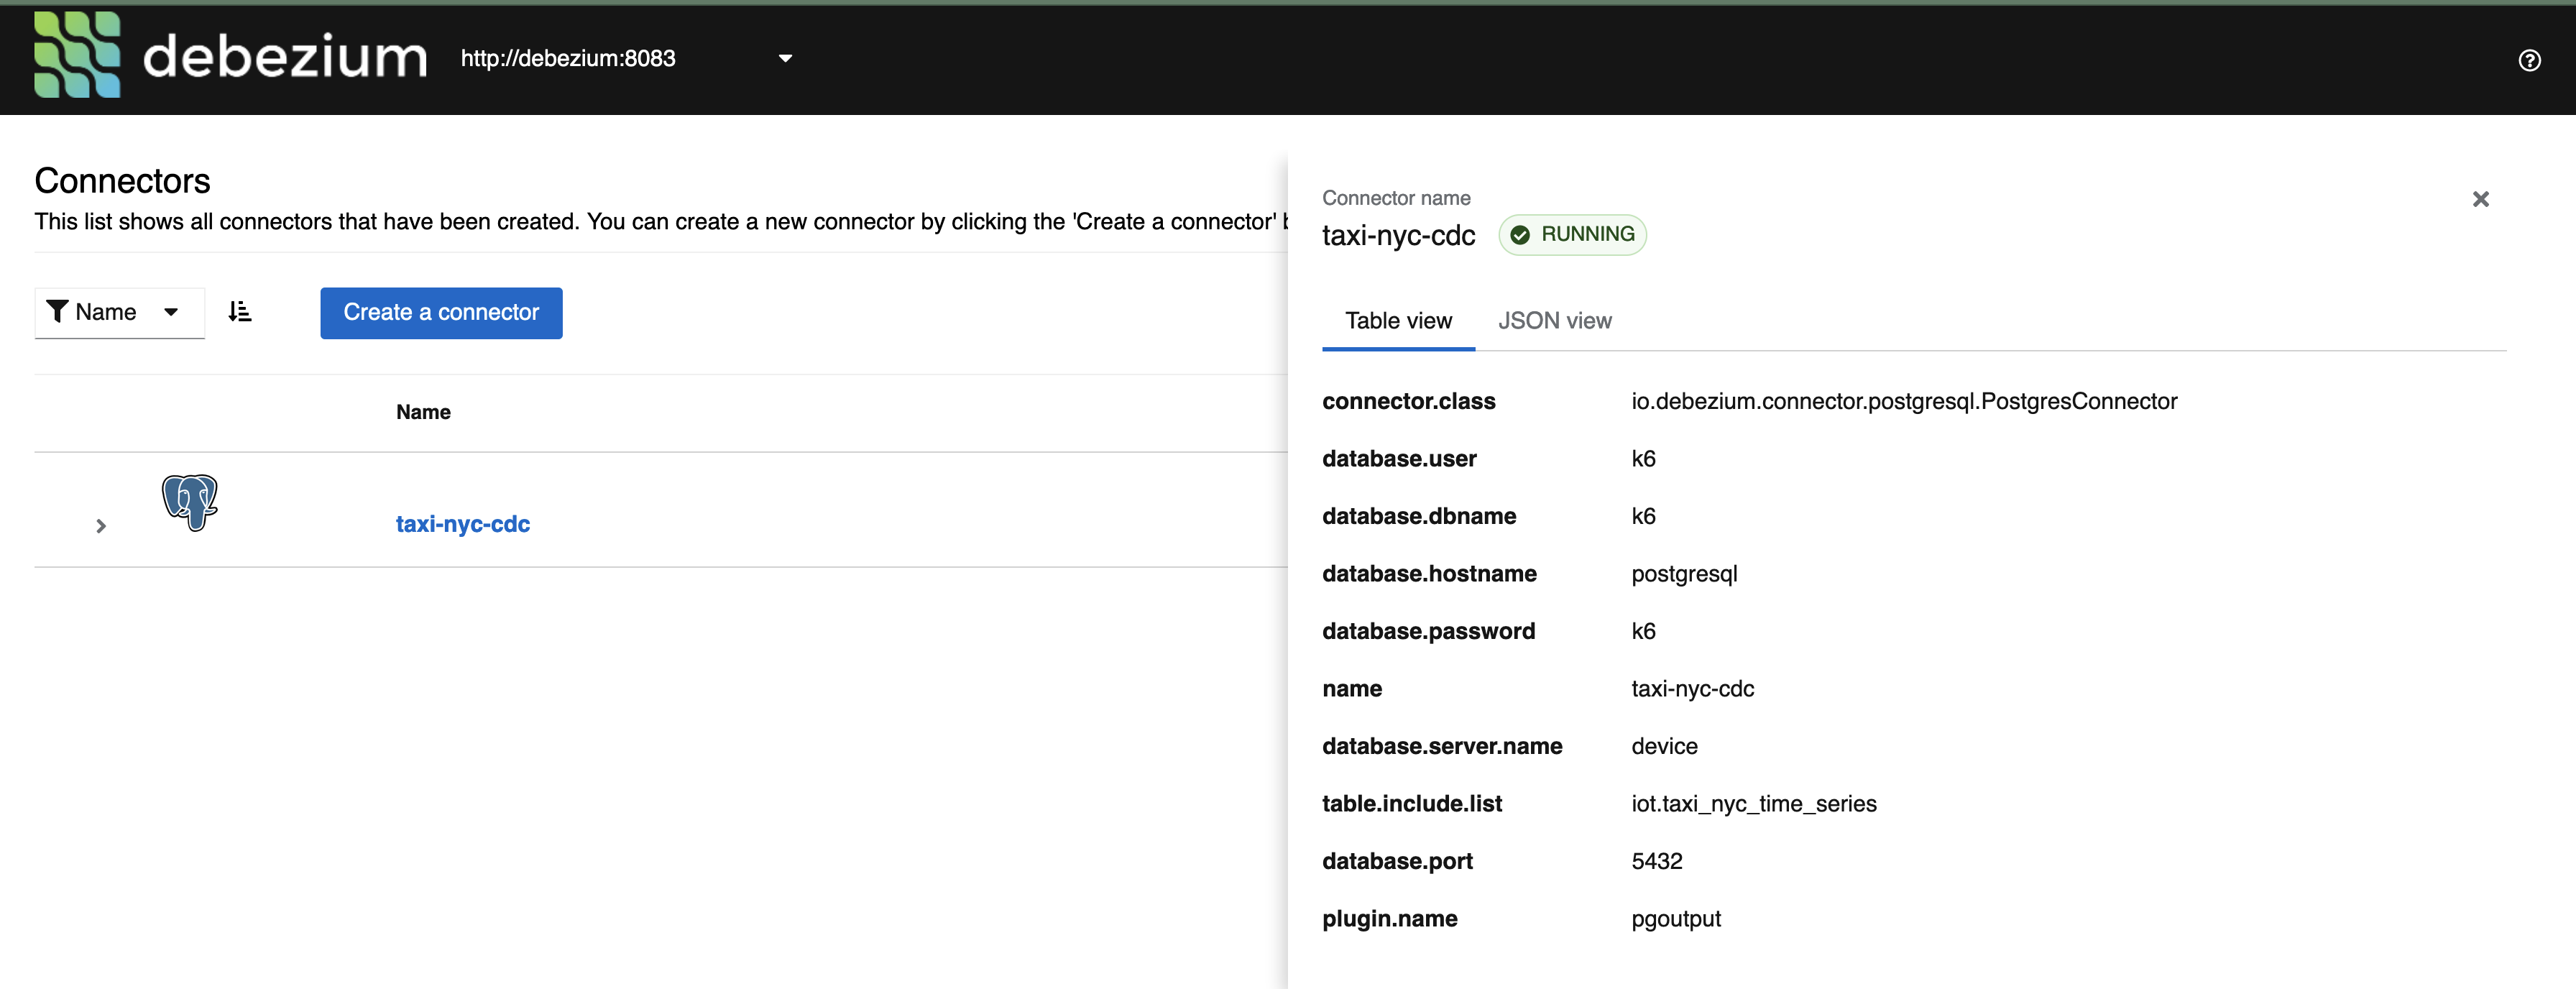 debezium http://debezium:8083
Connectors
This list shows all connectors that have been created. You can create a new connector by clicking the 'Create a connector'
Name
Create a connector
Name
taxi-nyc-cdc
Connector name
taxi-nyc-cdc RUNNING
Table view JSON view
connector.class io.debezium.connector.postgresql.PostgresConnector
database.user k6
database.dbname k6
database.hostname postgresql
database.password k6
name taxi-nyc-cdc
database.server.name device
table.include.list iot.taxi_nyc_time_series
database.port 5432
plugin.name pgoutput